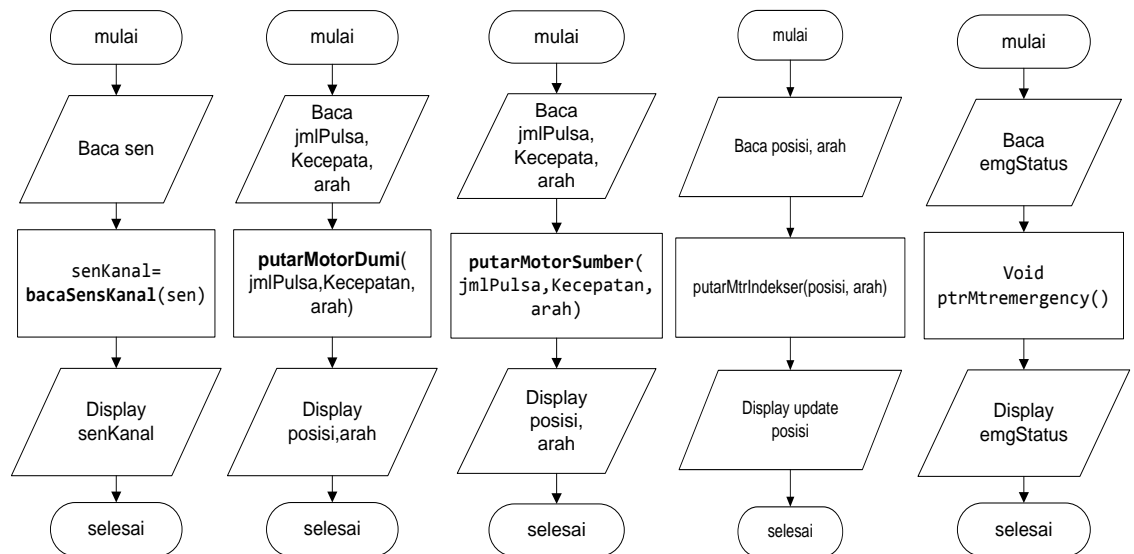 mulai
Baca sen
senKanal=
bacaSensKanal(sen)
Display
senKanal
selesai
mulai
Baca
jmlPulsa,
Kecepata,
arah
putarMotorDumi(
jmlPulsa,Kecepatan,
arah)
Display
posisi,arah
selesai
mulai
Baca
jmlPulsa,
Kecepata,
arah
putarMotorSumber(
jmlPulsa,Kecepatan,
arah)
Display
posisi,
arah
selesai
mulai
Baca posisi, arah
putarMtrIndekser(posisi, arah)
Display update
posisi
selesai
mulai
Baca
emgStatus
Void
ptrMtremergency()
Display
emgStatus
selesai